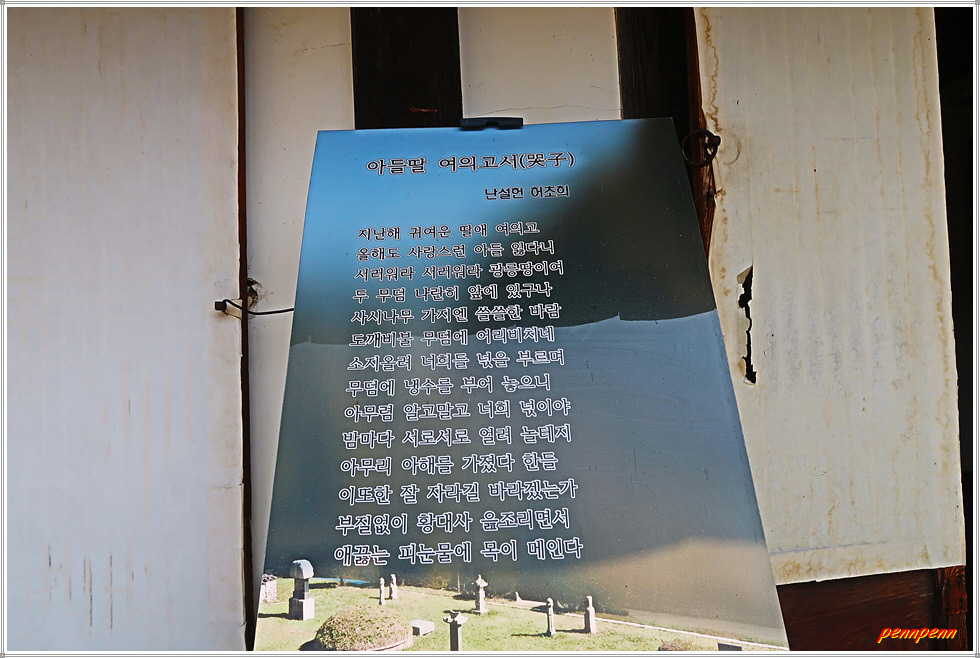 아들딸 여의고서(哭子)
난설헌 허초희
지난해 귀여운 딸애 여의고
올해도 사랑스런 아들 잃다니
서러워라 서러워라 광릉땅이여
두 무덤 나란히 앞에 있구나
사시나무 가지엔 쓸쓸한 바람
도깨비불 무덤에 어리비치네
소지올려 너희들 넋을 부르며
무덤에 냉수를 부어 놓으니
아무렴 알고말고 너희 넋이야
밤마다 서로서로 얼려 놀테지
아무리 아해를 가졌다 한들
이또한 잘 자라길 바라겠는가
부질없이 황대사 읊조리면서
애끓는 피눈물에 목이 메인다
pennpenn